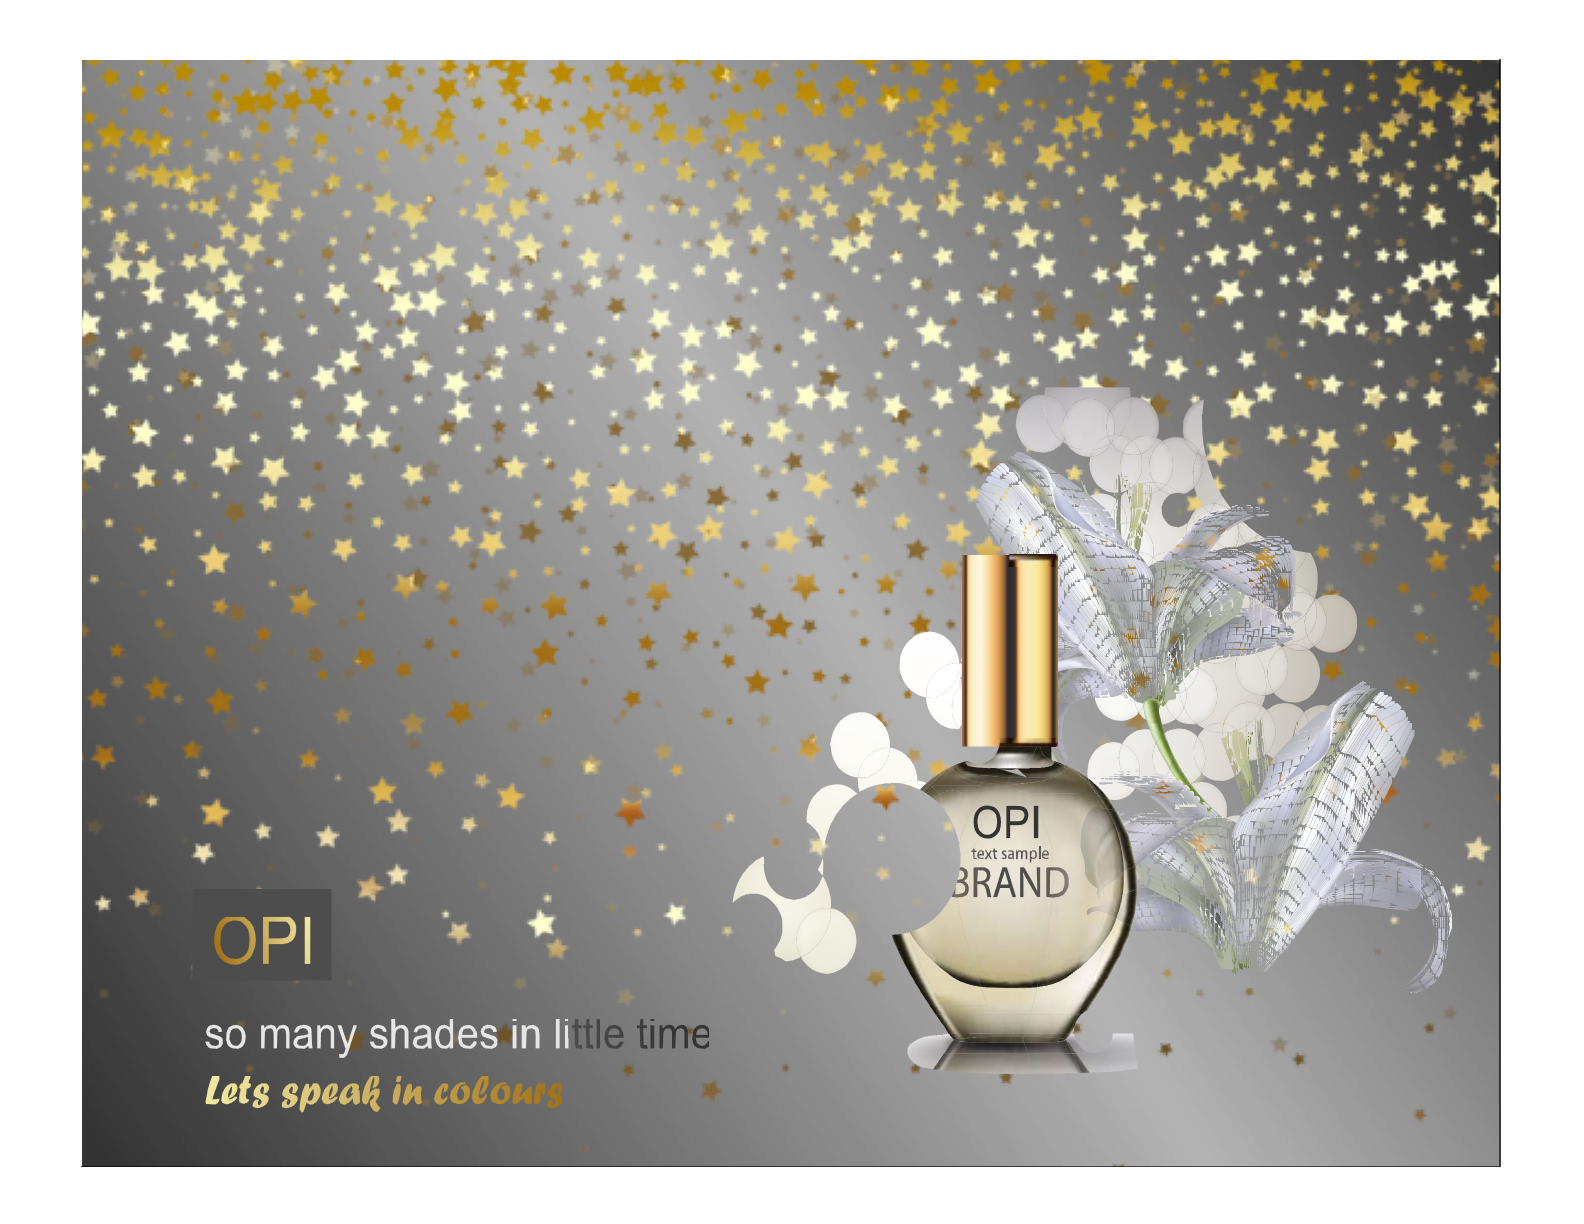 OPI
text sample
BRAND
OPI
so many shades in little time
Lets speak in colours